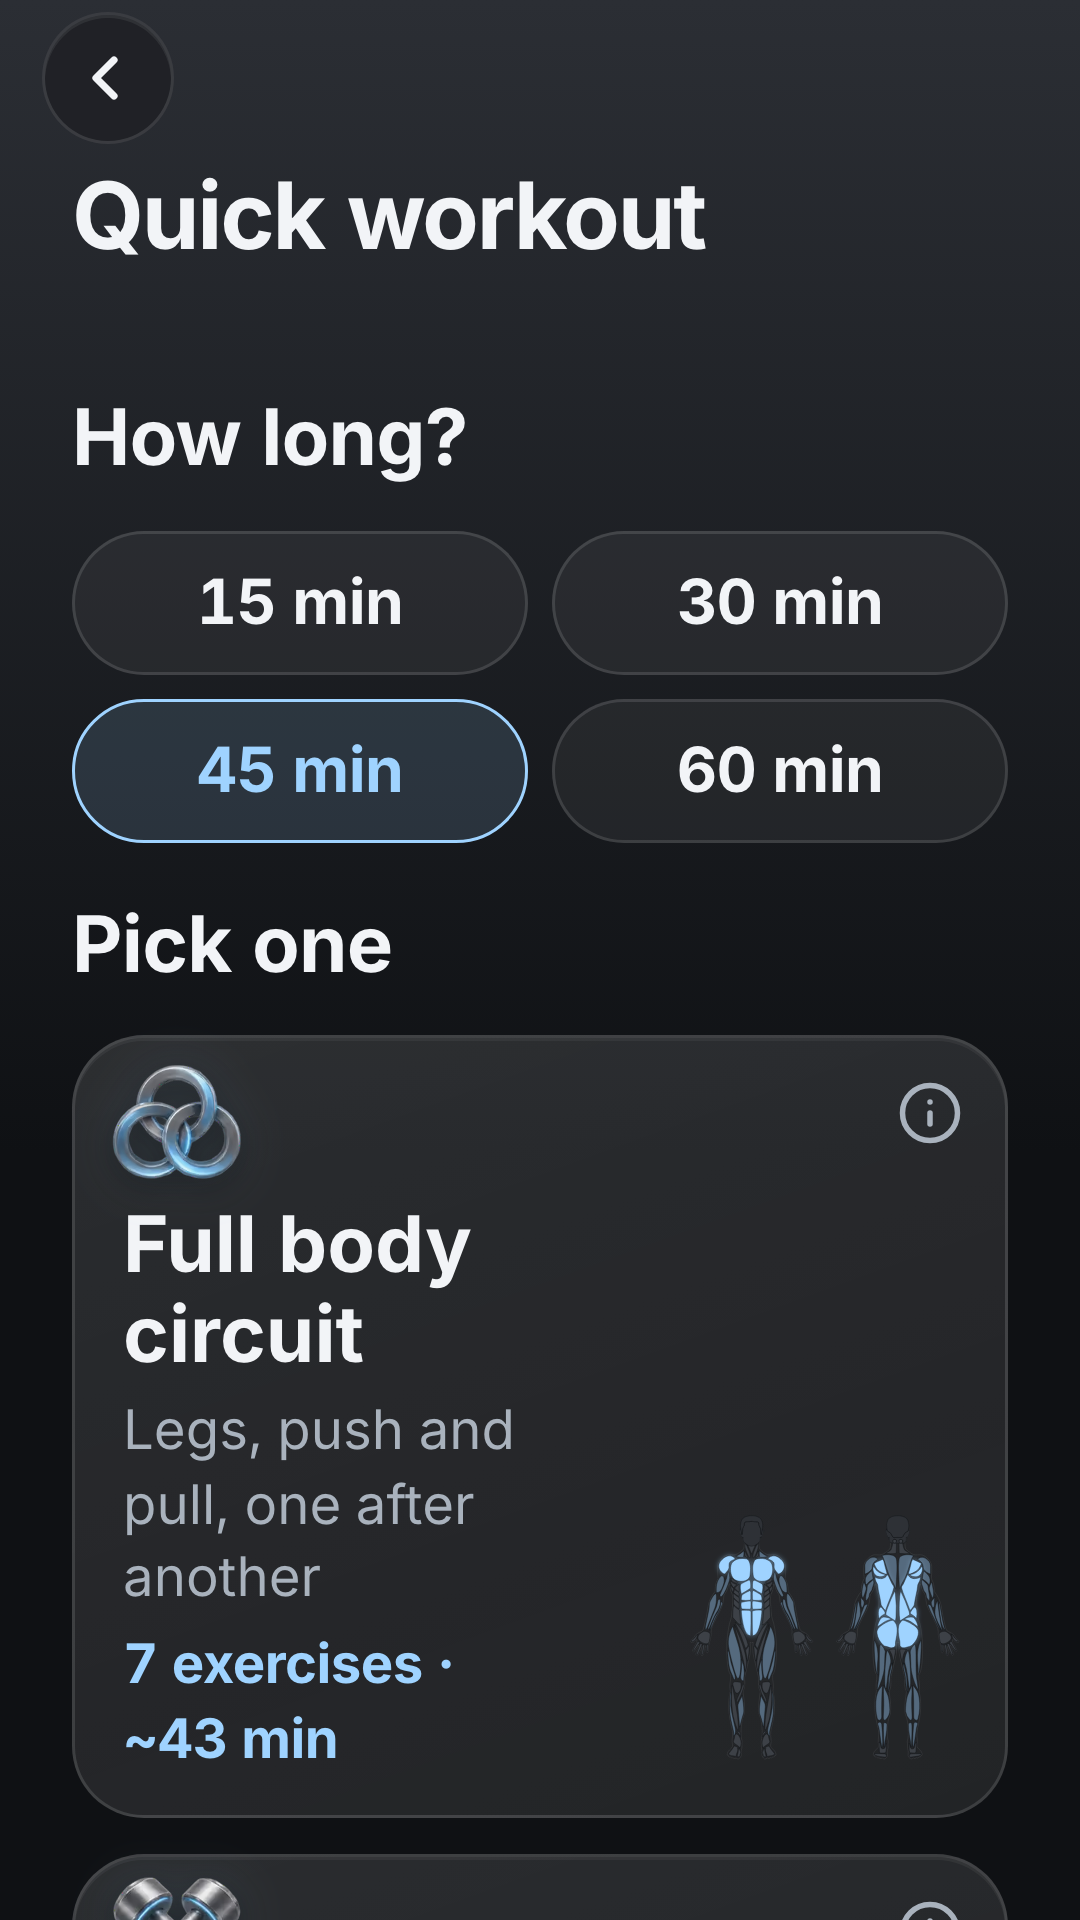 Quick workout
How long?
15 min
30 min
45 min
60 min
Pick one
Full body
circuit
Legs, push and
pull, one after
another
7 exercises ·
~43 min